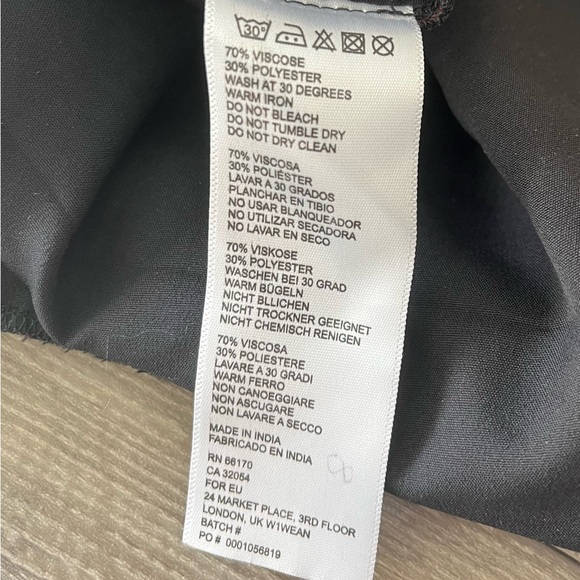 30°
70% VISCOSE
30% POLYESTER
WASH AT 30 DEGREES
WARM IRON
DO NOT BLEACH
DO NOT TUMBLE DRY
DO NOT DRY CLEAN
70% VISCOSA
30% POLIÉSTER
LAVAR A 30 GRADOS
PLANCHAR EN TIBIO
NO USAR BLANQUEADOR
NO UTILIZAR SECADORA
NO LAVAR EN SECO
70% VISKOSE
30% POLYESTER
WASCHEN BEI 30 GRAD
WARM BÜGELN
NICHT BLLICHEN
NICHT TROCKNER GEEIGNET
NICHT CHEMISCH RENIGEN
70% VISCOSA
30% POLIESTERE
LAVARE A 30 GRADI
WARM FERRO
NON CANOEGGIARE
NON ASCUGARE
NON LAVARE A SECCO
MADE IN INDIA
FABRICADO EN INDIA
RN 66170
CA 32054
FOR EU
24 MARKET PLACE, 3RD FLOOR
LONDON, UK W1WEAN
BATCH #
PO # 0001056819